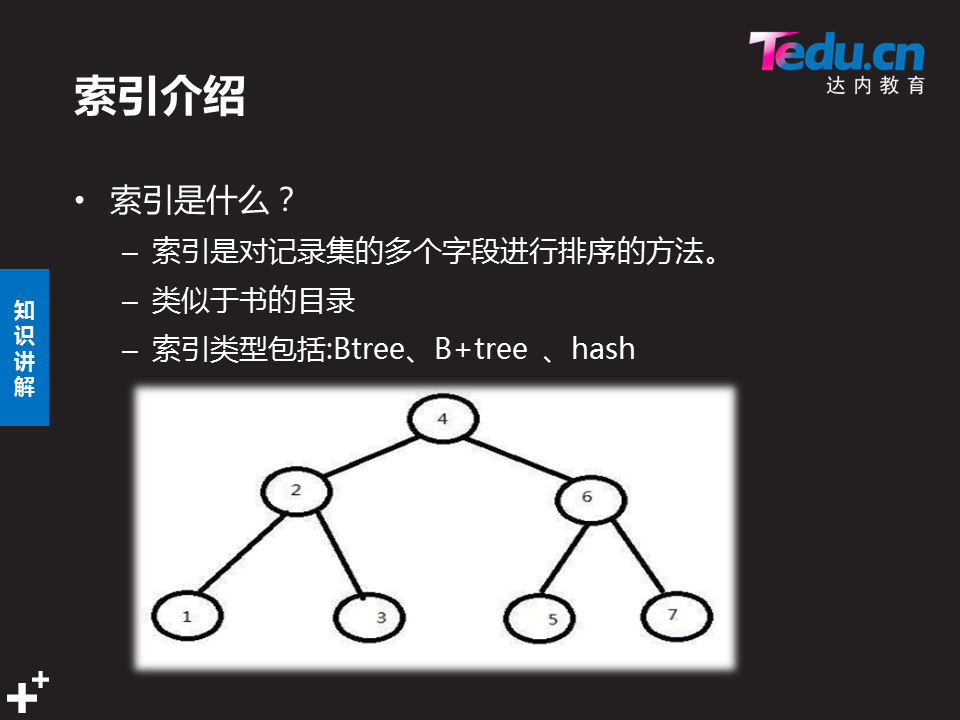 Tedu.cn
达内教育
索引介绍
• 索引是什么？
– 索引是对记录集的多个字段进行排序的方法。
– 类似于书的目录
– 索引类型包括:Btree、B+tree 、hash
知识讲解
4
2
6
1
3
5
7